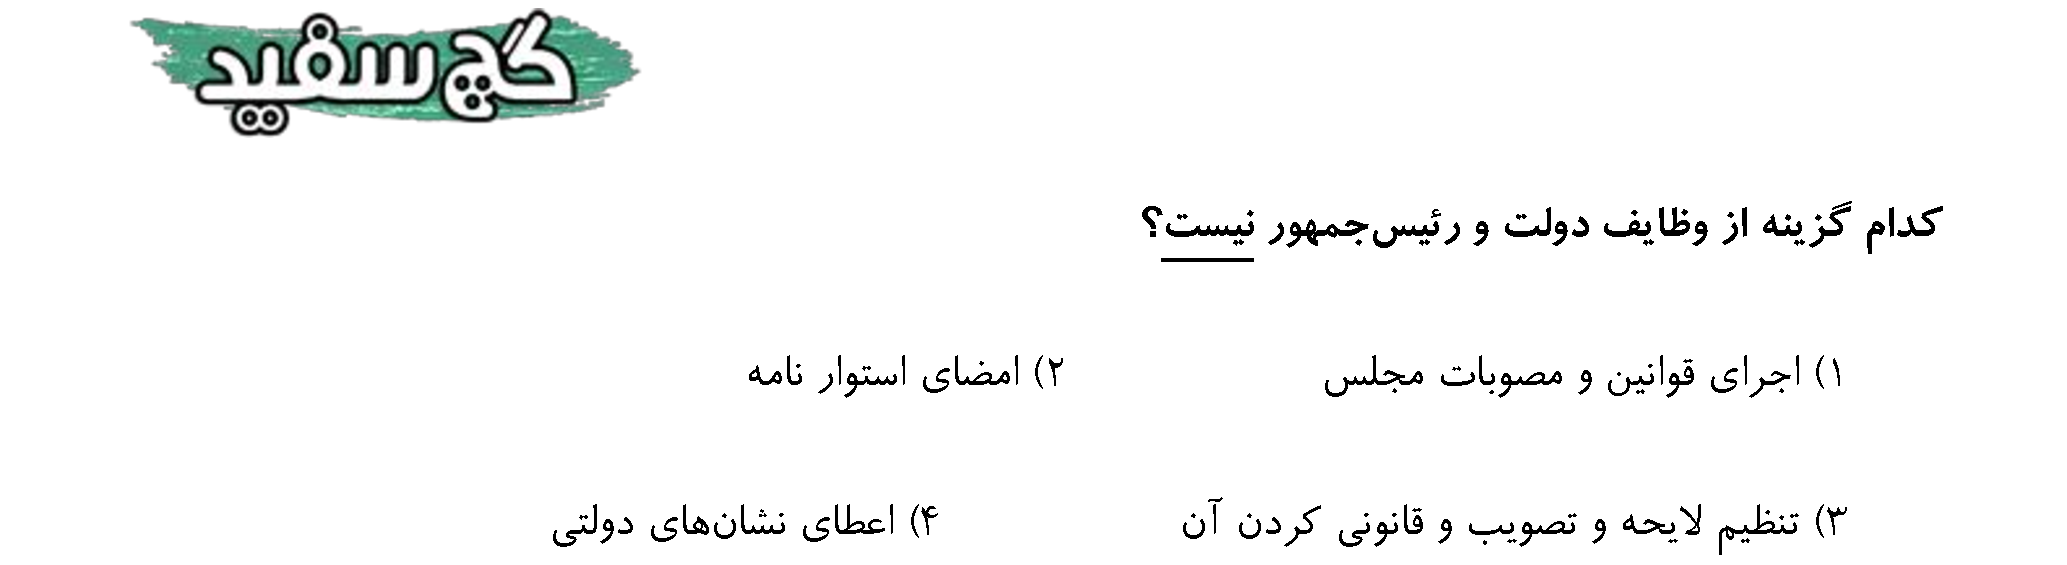 گچ سفید
کدام گزینه از وظایف دولت و رئیس‌جمهور نیست؟
۱) اجرای قوانین و مصوبات مجلس ۲) امضای استوار نامه
۳) تنظیم لایحه و تصویب و قانونی کردن آن ۴) اعطای نشان‌های دولتی